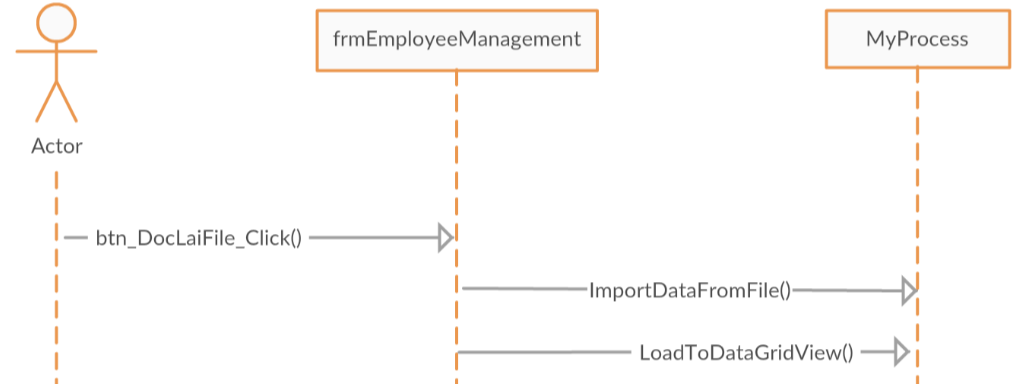 frmEmployeeManagement
MyProcess
Actor
btn_DocLaiFile_Click()
ImportDataFromFile()
LoadToDataGridView()